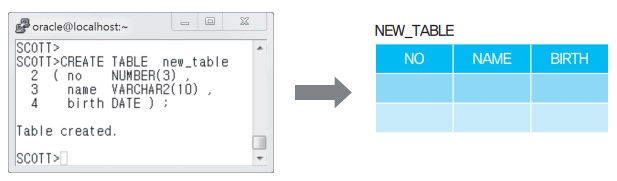 oracle@localhost:~
SCOTT>
SCOTT>CREATE TABLE new_table
2 ( no NUMBER(3) ,
3 name VARCHAR2(10) ,
4 birth DATE ) ;
Table created.
SCOTT>
NEW_TABLE
NO NAME BIRTH